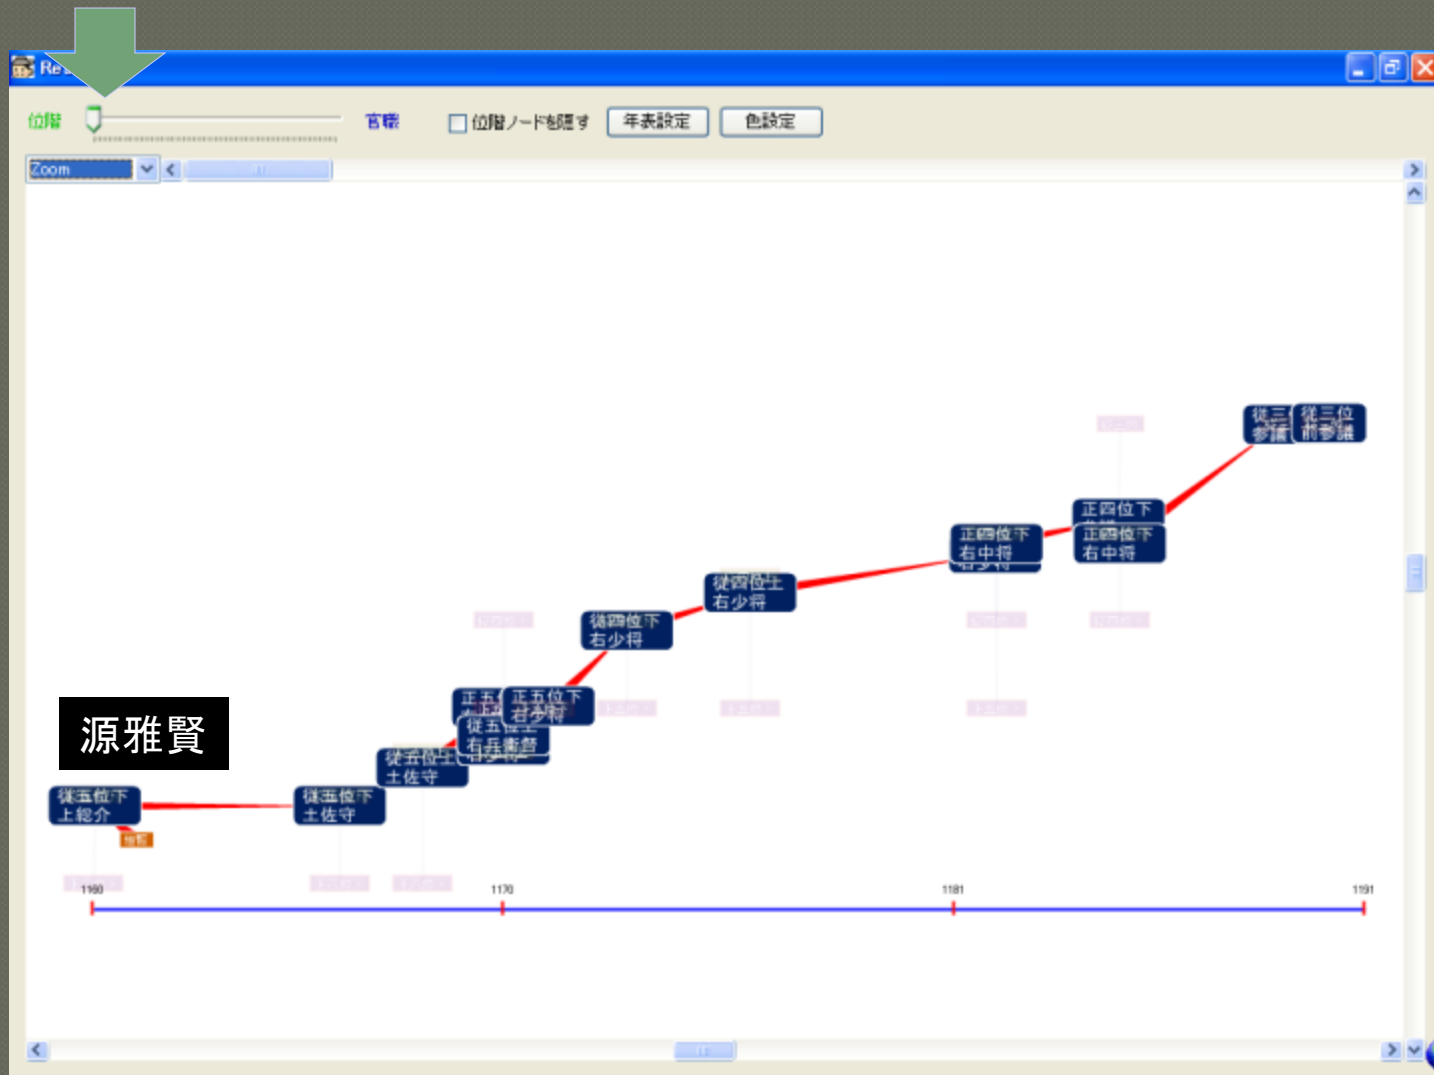 Re
位階
官職
位階ノードを隠す
年表設定
色設定
Zoom
従三位
参議
従三位
前参議
正四位下
正四位下
右中将
正四位下
右中将
右少将
従四位上
右少将
従四位下
右少将
正五位下
右少将
従五位上
右兵衛督
従五位上
土佐守
源雅賢
従五位下
上総介
従五位下
土佐守
1160
1170
1181
1191